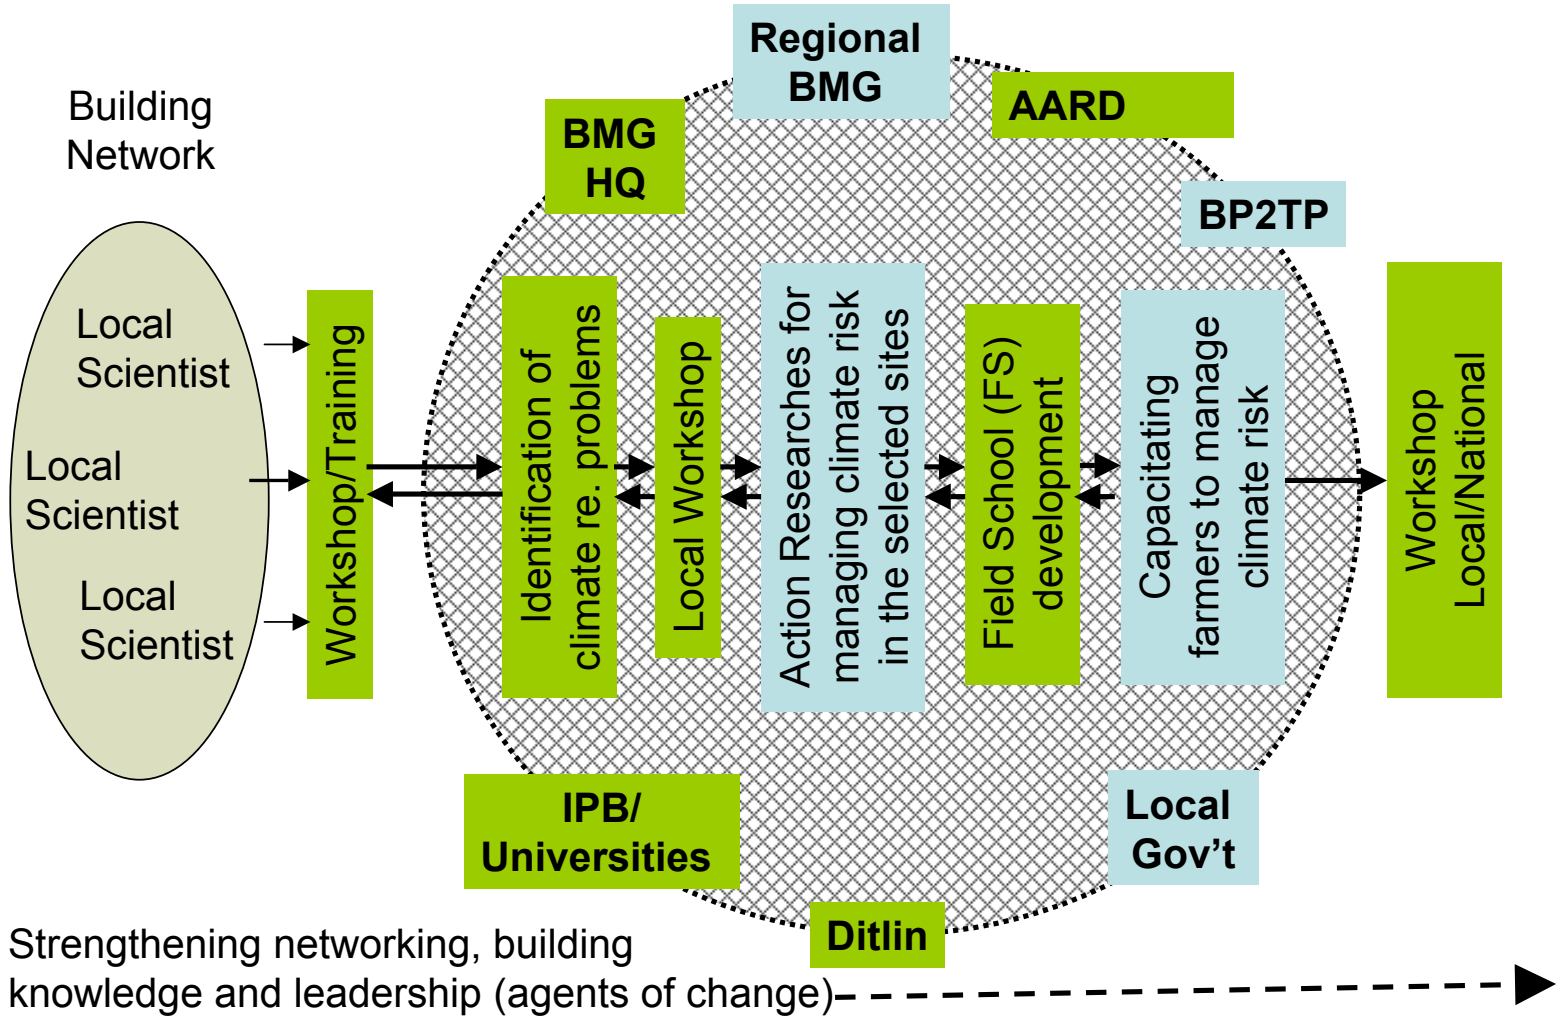 Building
Network
Regional
BMG
AARD
BMG
HQ
BP2TP
Local
Scientist
Local
Scientist
Local
Scientist
Workshop/Training
Identification of
climate re. problems
Local Workshop
Action Researches for
managing climate risk
in the selected sites
Field School (FS)
development
Capacitating
farmers to manage
climate risk
Workshop
Local/National
IPB/
Universities
Local
Gov’t
Ditlin
Strengthening networking, building
knowledge and leadership (agents of change)